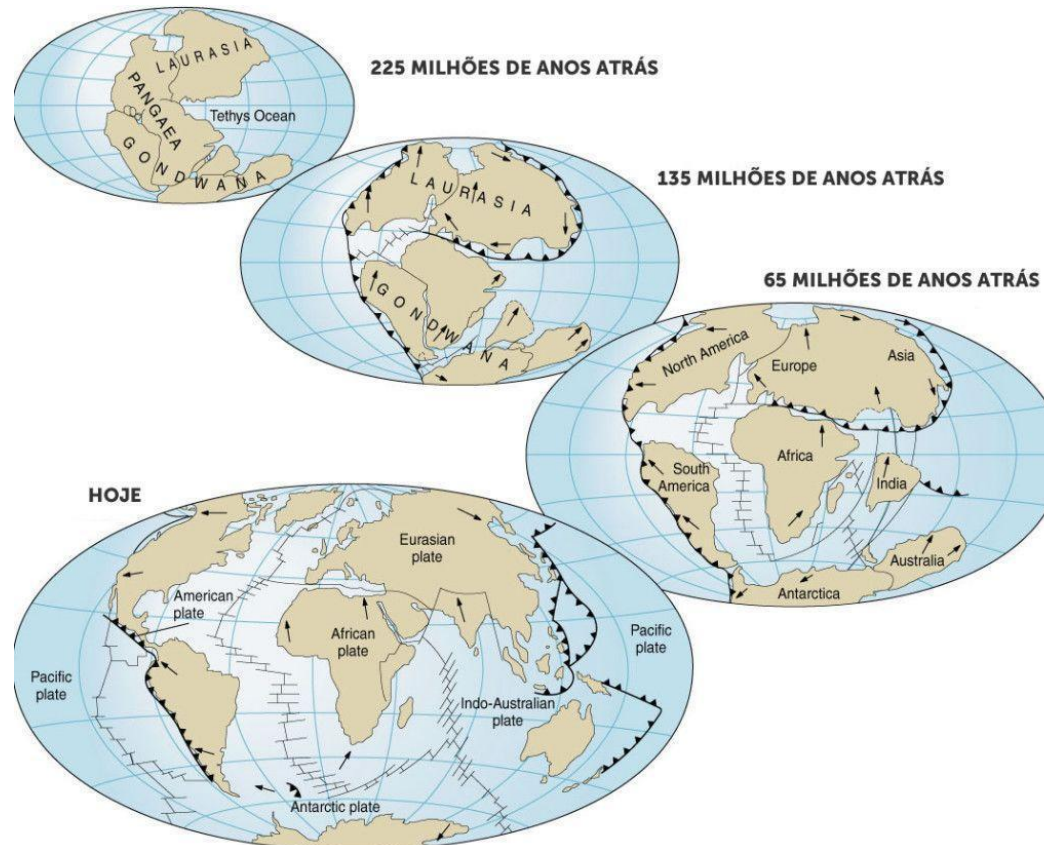 225 MILHÕES DE ANOS ATRÁS
LAURASIA
PANGAEA
Tethys Ocean
GONDWANA
135 MILHÕES DE ANOS ATRÁS
LAURASIA
GONDWANA
65 MILHÕES DE ANOS ATRÁS
North America
Europe
Asia
Africa
South
America
India
Australia
Antarctica
HOJE
Eurasian
plate
American
plate
African
plate
Pacific
plate
Pacific
plate
Indo-Australian
plate
Antarctic plate